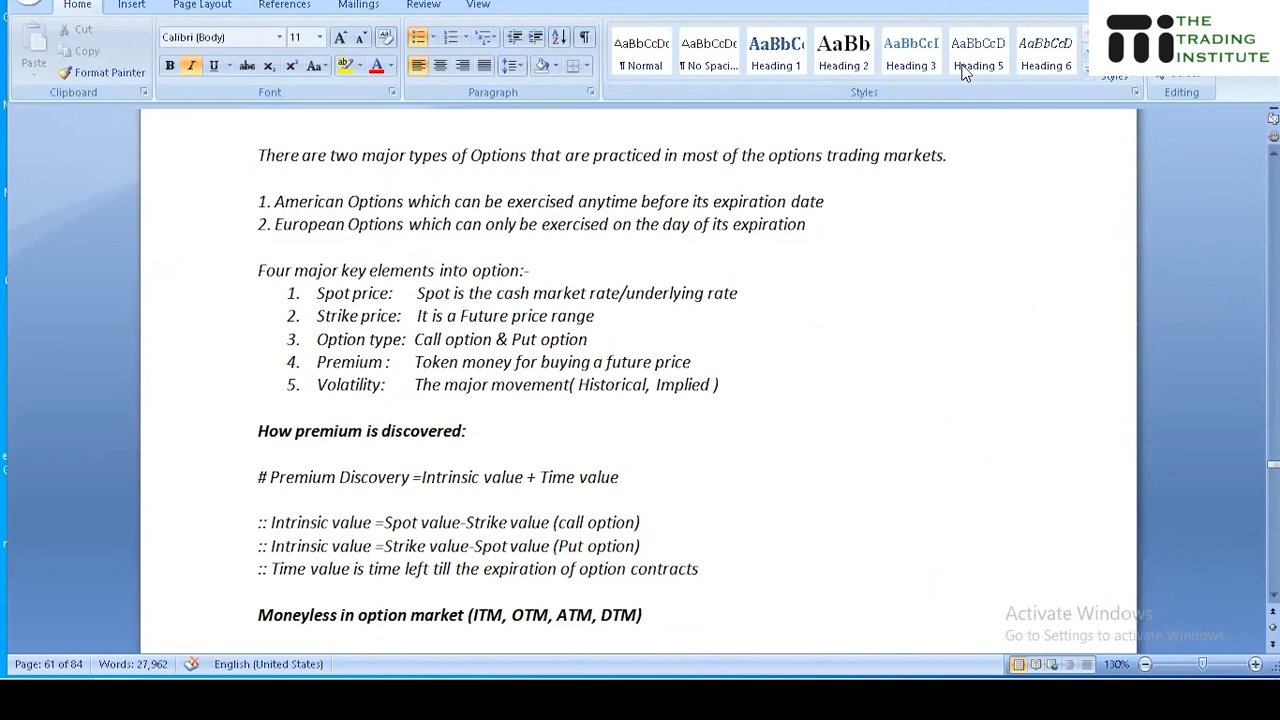 Home Insert Page Layout References Mailings Review View
THE
TRADING
INSTITUTE
Cut
Copy
Format Painter
Paste
Calibri (Body) 11
AaBbCcDc AaBbCcDc AaBbC AaBb AaBbCcI AaBbCcD AaBbCcD
¶ Normal ¶ No Spaci... Heading 1 Heading 2 Heading 3 Heading 5 Heading 6
Clipboard Font Paragraph Styles Editing
There are two major types of Options that are practiced in most of the options trading markets.
1. American Options which can be exercised anytime before its expiration date
2. European Options which can only be exercised on the day of its expiration
Four major key elements into option:-
1. Spot price: Spot is the cash market rate/underlying rate
2. Strike price: It is a Future price range
3. Option type: Call option & Put option
4. Premium : Token money for buying a future price
5. Volatility: The major movement( Historical, Implied )
How premium is discovered:
# Premium Discovery =Intrinsic value + Time value
:: Intrinsic value =Spot value-Strike value (call option)
:: Intrinsic value =Strike value-Spot value (Put option)
:: Time value is time left till the expiration of option contracts
Moneyless in option market (ITM, OTM, ATM, DTM)
Activate Windows
Go to Settings to activate Windows.
Page: 61 of 84 Words: 27,962 English (United States) 130%